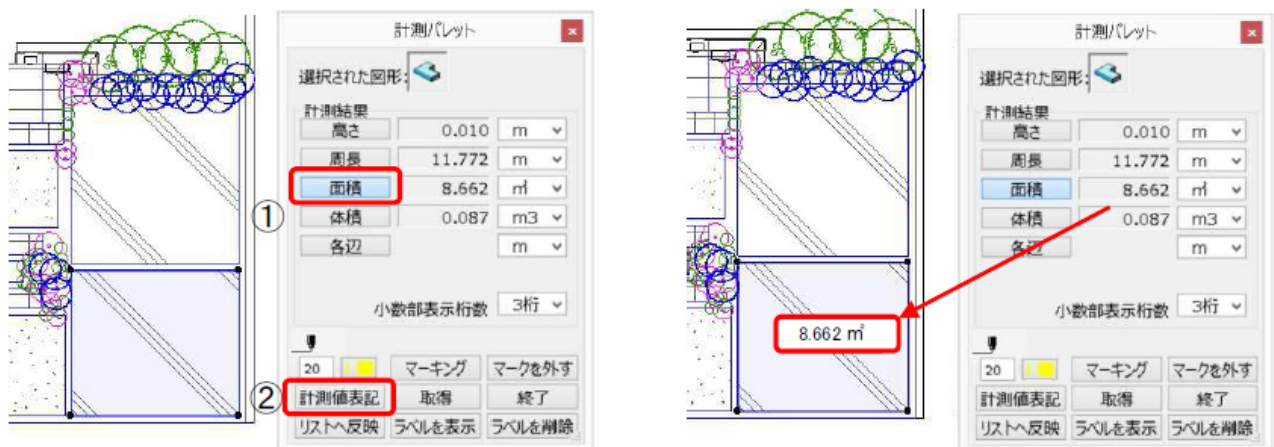 計測パレット
選択された図形:
計測結果
高さ 0.010 m
周長 11.772 m
面積 8.662 ㎡
① 体積 0.087 m3
各辺 m
小数部表示桁数 3桁
20 マーキング マークを外す
② 計測値表記 取得 終了
リストへ反映 ラベルを表示 ラベルを削除
計測パレット
選択された図形:
計測結果
高さ 0.010 m
周長 11.772 m
面積 8.662 ㎡
体積 0.087 m3
各辺 m
小数部表示桁数 3桁
8.662 ㎡
20 マーキング マークを外す
計測値表記 取得 終了
リストへ反映 ラベルを表示 ラベルを削除